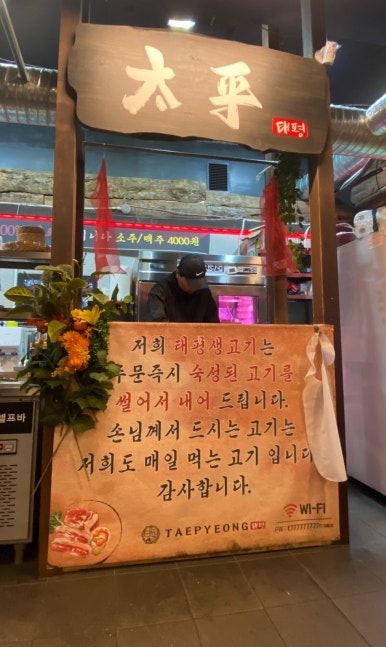 太平
태평
소주/맥주 4000원
저희 태평생고기는
주문즉시 숙성된 고기를
썰어서 내어 드립니다.
손님께서 드시는 고기는
저희도 매일 먹는 고기 입니다
감사합니다.
TAEPYEONG
WI-FI
셀프바